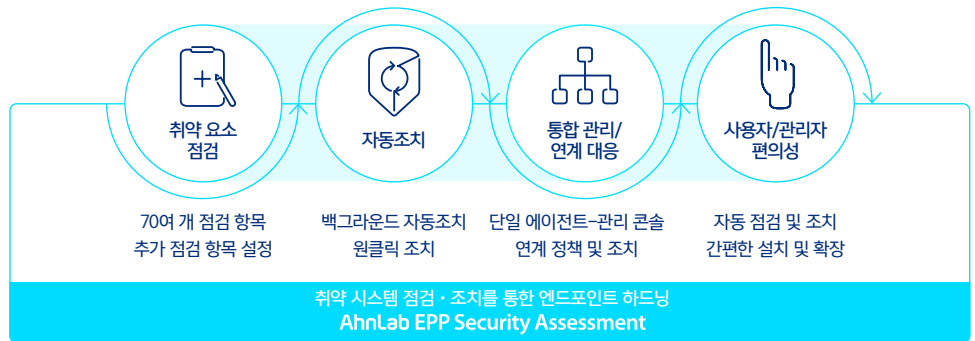 취약 요소
점검
자동조치
통합 관리/
연계 대응
사용자/관리자
편의성
70여 개 점검 항목
추가 점검 항목 설정
백그라운드 자동조치
원클릭 조치
단일 에이전트-관리 콘솔
연계 정책 및 조치
자동 점검 및 조치
간편한 설치 및 확장
취약 시스템 점검·조치를 통한 엔드포인트 하드닝
AhnLab EPP Security Assessment